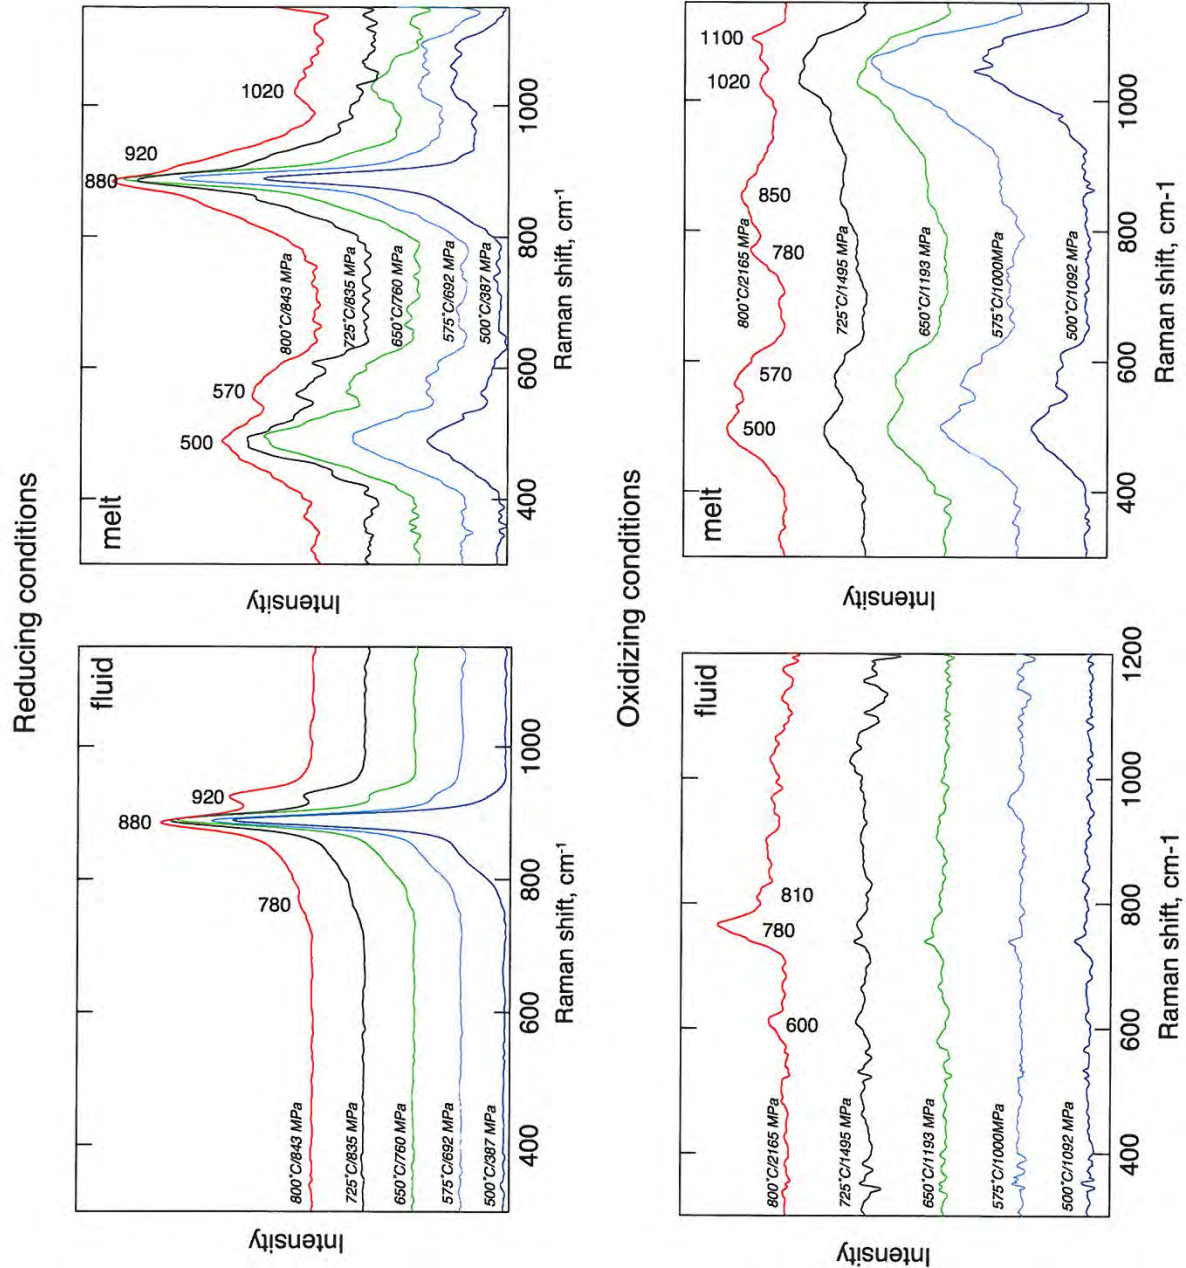 Reducing conditions
fluid
880
920
780
800˚C/843 MPa
725˚C/835 MPa
650˚C/760 MPa
575˚C/692 MPa
500˚C/387 MPa
Intensity
400
600
800
1000
Raman shift, cm-1
melt
880
920
1020
570
500
800˚C/843 MPa
725˚C/835 MPa
650˚C/760 MPa
575˚C/692 MPa
500˚C/387 MPa
Intensity
400
600
800
1000
Raman shift, cm-1
Oxidizing conditions
fluid
810
780
600
800˚C/2165 MPa
725˚C/1495 MPa
650˚C/1193 MPa
575˚C/1000MPa
500˚C/1092 MPa
Intensity
400
600
800
1000
1200
Raman shift, cm-1
melt
1100
1020
850
780
570
500
800˚C/2165 MPa
725˚C/1495 MPa
650˚C/1193 MPa
575˚C/1000MPa
500˚C/1092 MPa
Intensity
400
600
800
1000
Raman shift, cm-1